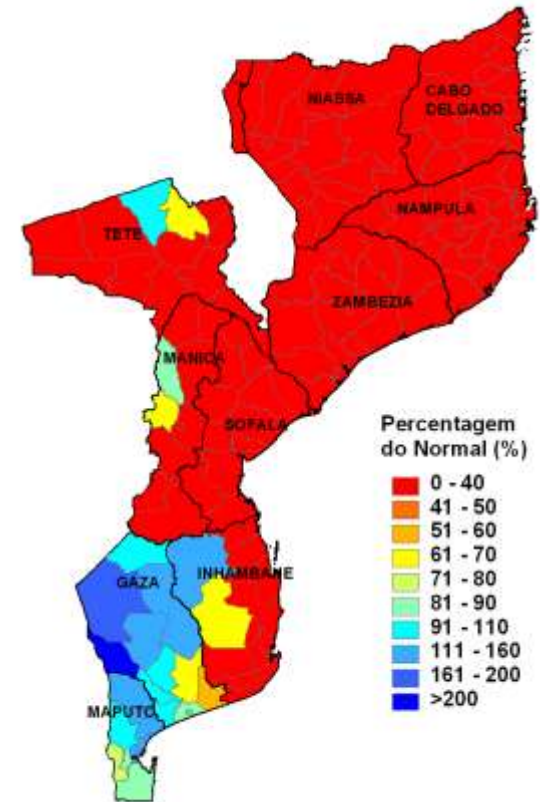 NIASSA
CABO
DELGADO
NAMPULA
TETE
ZAMBEZIA
MANICA
SOFALA
Percentagem
do Normal (%)
0 - 40
41 - 50
51 - 60
61 - 70
71 - 80
81 - 90
91 - 110
111 - 160
161 - 200
>200
GAZA
INHAMBANE
MAPUTO